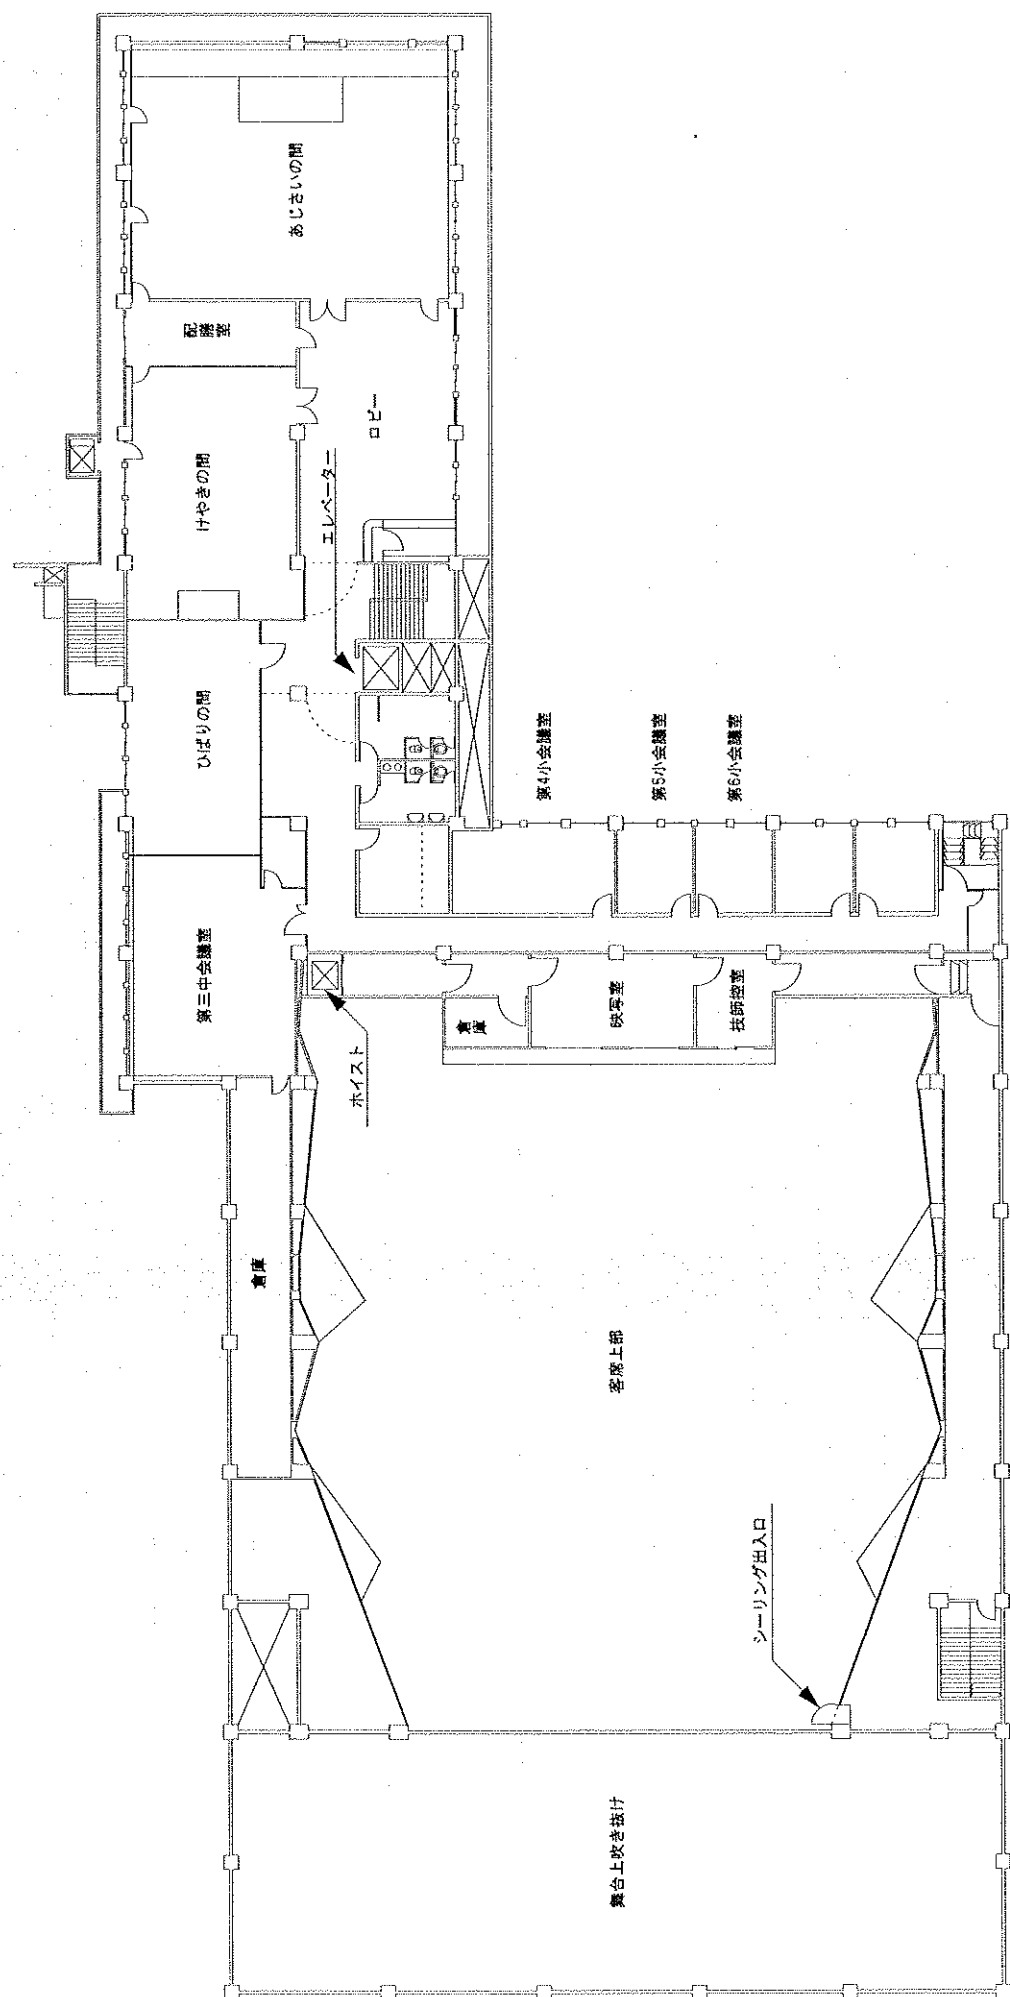 あじさいの間
配膳室
ロビー
けやきの間
エレベーター
ひばりの間
第4小会議室
第5小会議室
第6小会議室
第三中会議室
ホイスト
倉庫
映写室
技師控室
倉庫
客席上部
シーリング出入口
舞台上吹き抜け